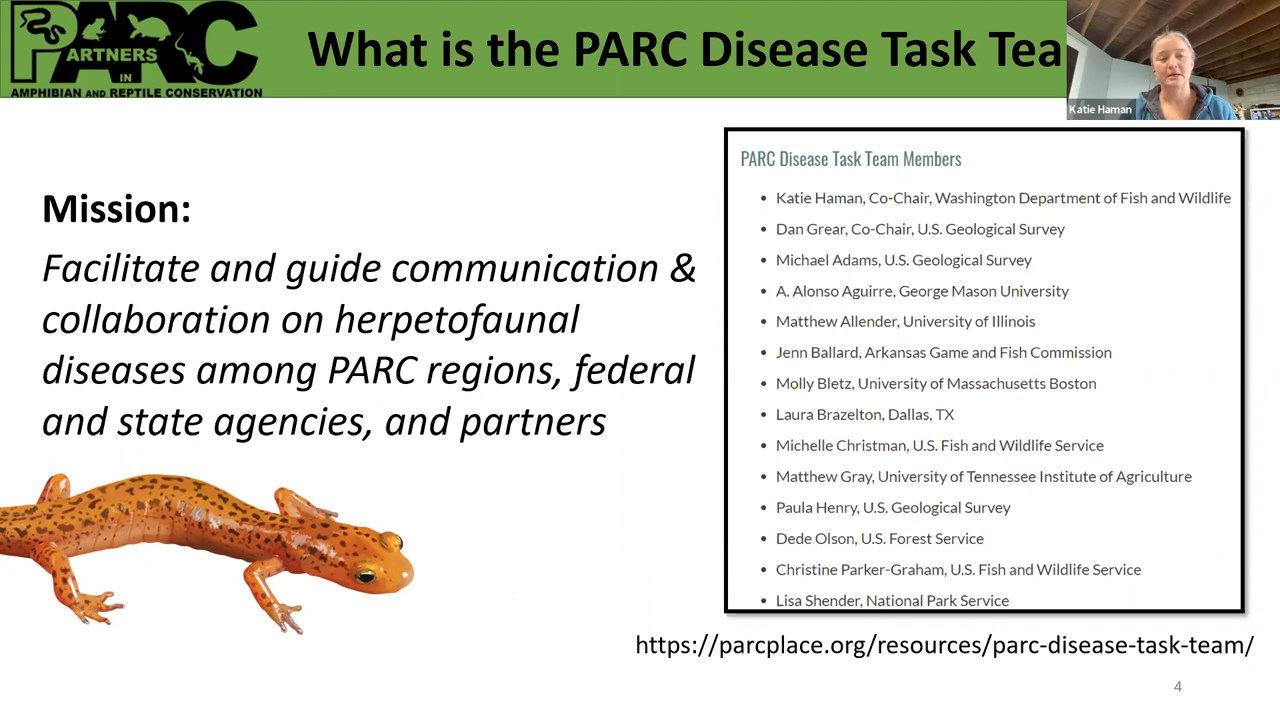 PARC
PARTNERS
IN
AMPHIBIAN AND REPTILE CONSERVATION
What is the PARC Disease Task Tea
Katie Haman
Mission:
Facilitate and guide communication &
collaboration on herpetofaunal
diseases among PARC regions, federal
and state agencies, and partners
PARC Disease Task Team Members
• Katie Haman, Co-Chair, Washington Department of Fish and Wildlife
• Dan Grear, Co-Chair, U.S. Geological Survey
• Michael Adams, U.S. Geological Survey
• A. Alonso Aguirre, George Mason University
• Matthew Allender, University of Illinois
• Jenn Ballard, Arkansas Game and Fish Commission
• Molly Bletz, University of Massachusetts Boston
• Laura Brazelton, Dallas, TX
• Michelle Christman, U.S. Fish and Wildlife Service
• Matthew Gray, University of Tennessee Institute of Agriculture
• Paula Henry, U.S. Geological Survey
• Dede Olson, U.S. Forest Service
• Christine Parker-Graham, U.S. Fish and Wildlife Service
• Lisa Shender, National Park Service
https://parcplace.org/resources/parc-disease-task-team/
4